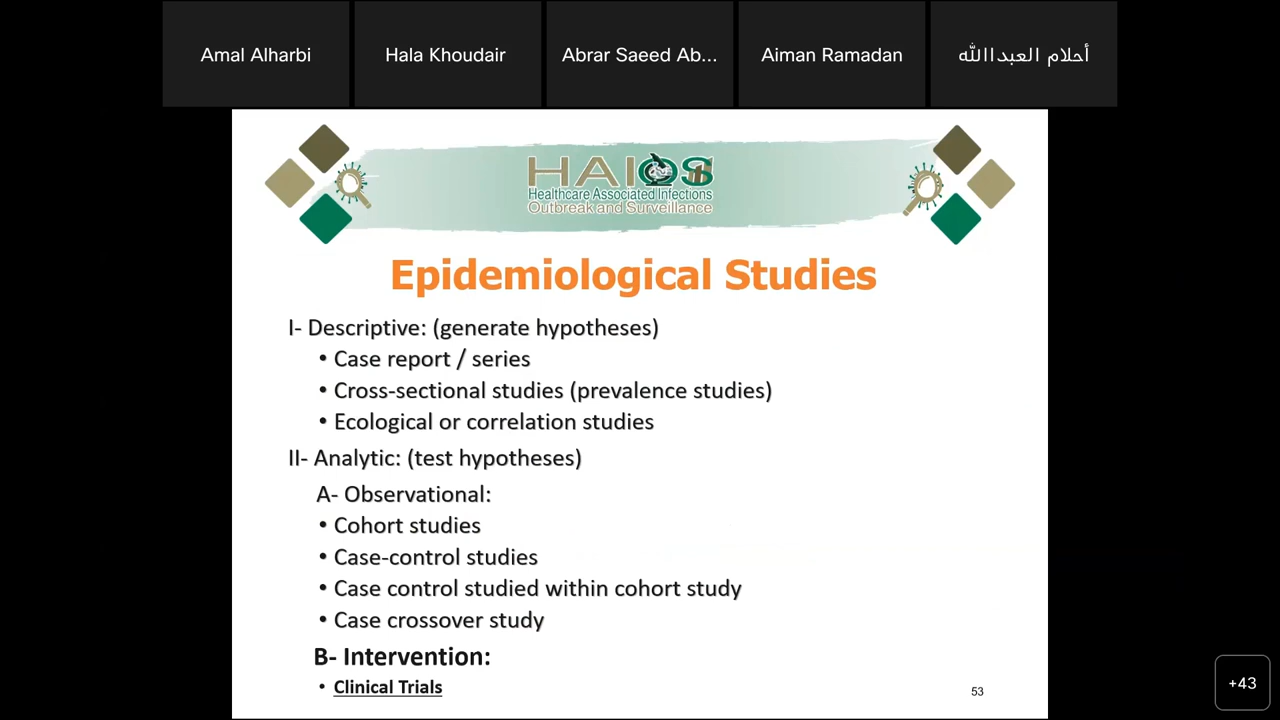 Amal Alharbi
Hala Khoudair
Abrar Saeed Ab...
Aiman Ramadan
أحلام العبداالله
HAIOS
Healthcare Associated Infections
Outbreak and Surveillance
Epidemiological Studies
I- Descriptive: (generate hypotheses)
• Case report / series
• Cross-sectional studies (prevalence studies)
• Ecological or correlation studies
II- Analytic: (test hypotheses)
A- Observational:
• Cohort studies
• Case-control studies
• Case control studied within cohort study
• Case crossover study
B- Intervention:
• Clinical Trials
53
+43